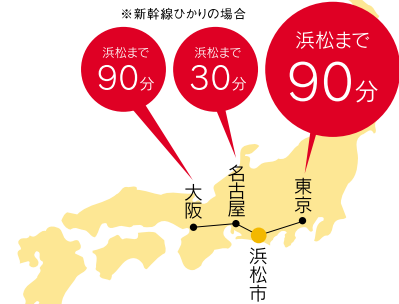 ※新幹線ひかりの場合
浜松まで
90分
浜松まで
30分
浜松まで
90分
大阪
名古屋
東京
浜松市